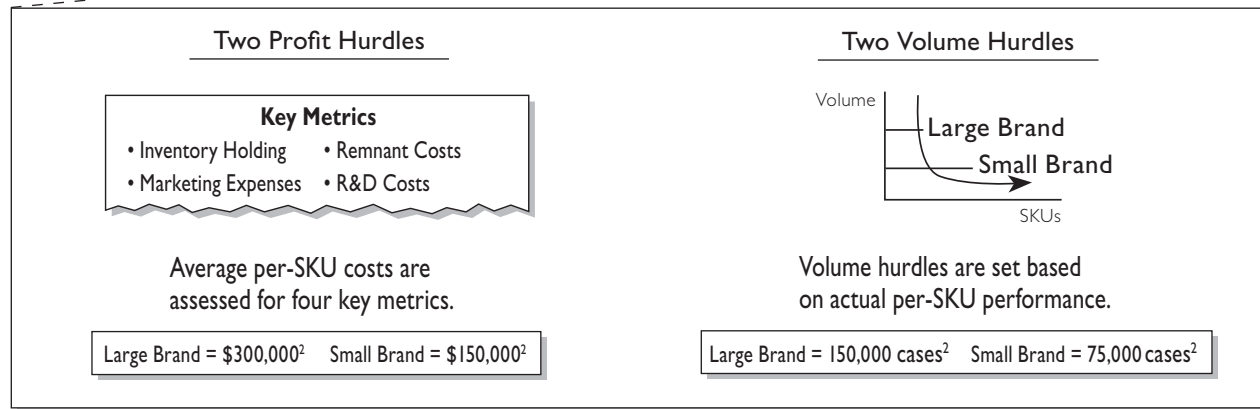 Two Profit Hurdles
Key Metrics
• Inventory Holding • Remnant Costs
• Marketing Expenses • R&D Costs
Average per-SKU costs are
assessed for four key metrics.
Large Brand = $300,000² Small Brand = $150,000²
Two Volume Hurdles
Volume
Large Brand
Small Brand
SKUs
Volume hurdles are set based
on actual per-SKU performance.
Large Brand = 150,000 cases² Small Brand = 75,000 cases²